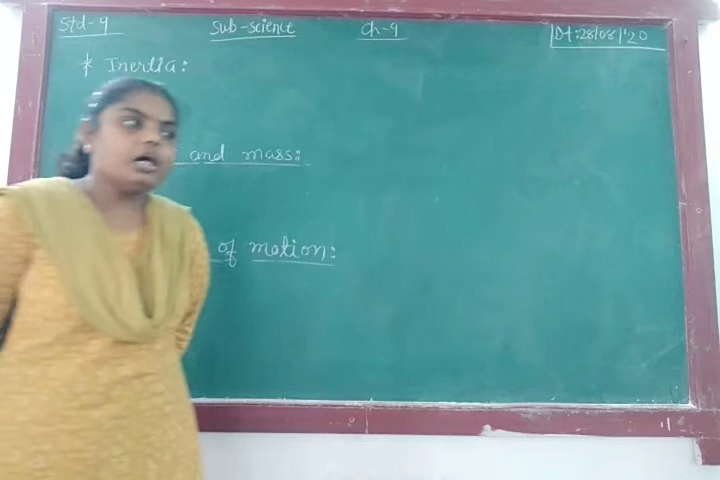 Std-9 Sub-science Ch-9 Dt:28/08/'20
* Inertia:
and mass:
of motion: